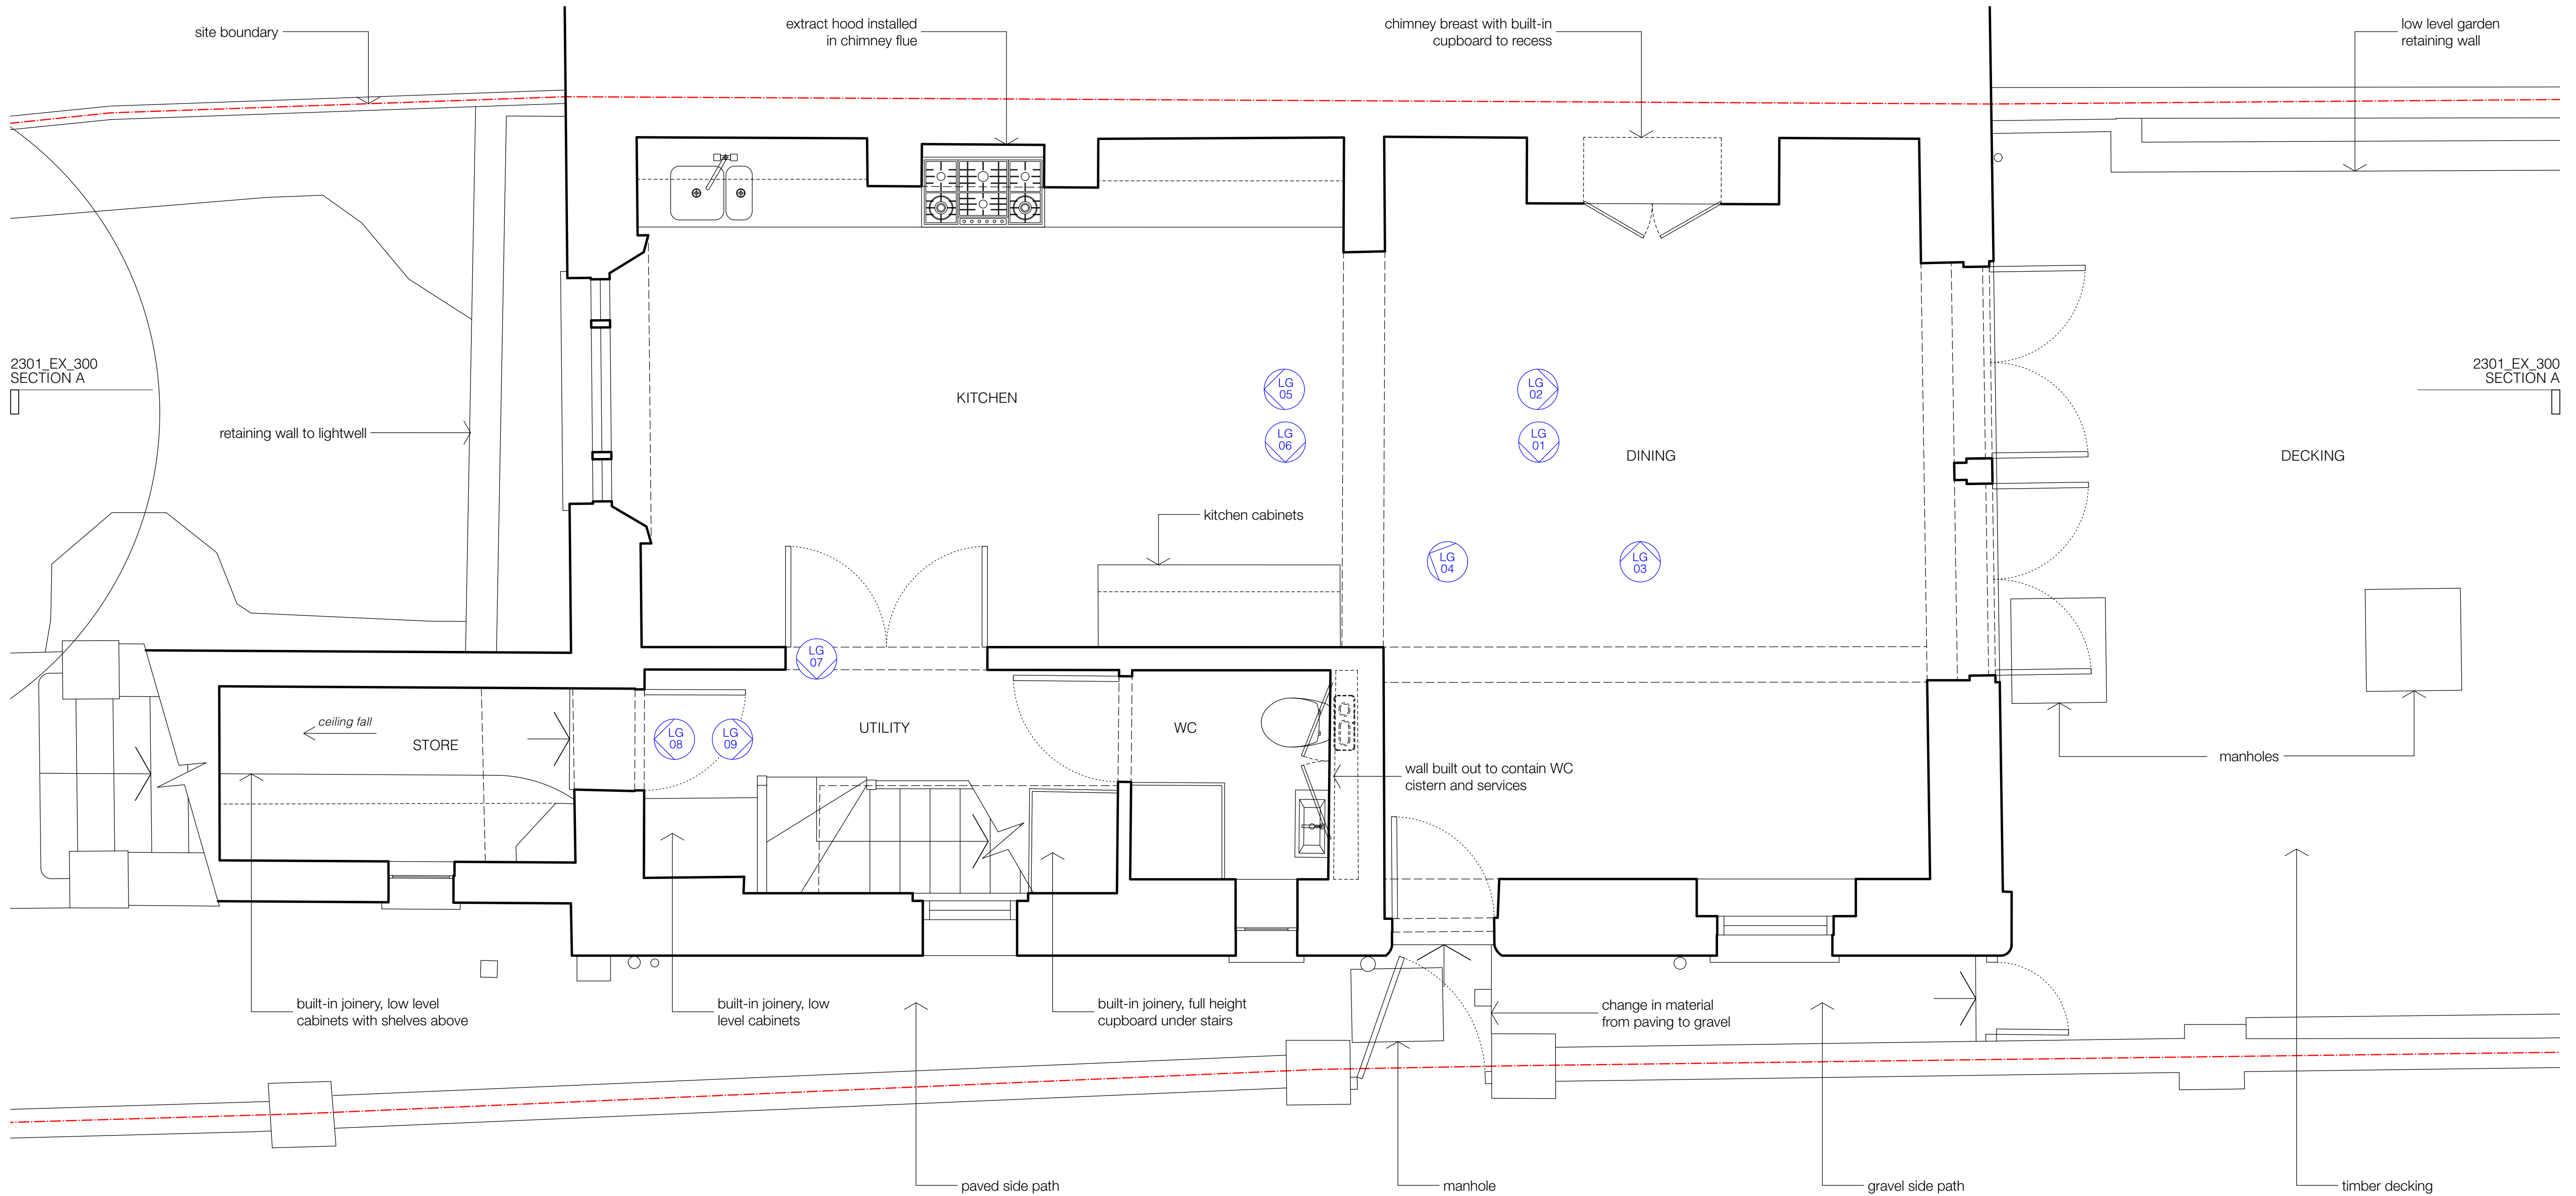 site boundary
extract hood installed
in chimney flue
chimney breast with built-in
cupboard to recess
low level garden
retaining wall
2301_EX_300
SECTION A
2301_EX_300
SECTION A
retaining wall to lightwell
KITCHEN
LG
05
LG
06
LG
02
LG
01
DINING
DECKING
kitchen cabinets
LG
04
LG
03
LG
07
ceiling fall
STORE
LG
08
LG
09
UTILITY
WC
wall built out to contain WC
cistern and services
manholes
built-in joinery, low level
cabinets with shelves above
built-in joinery, low
level cabinets
built-in joinery, full height
cupboard under stairs
change in material
from paving to gravel
paved side path
manhole
gravel side path
timber decking